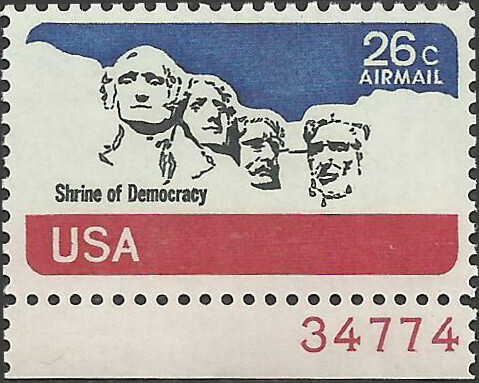 26c
AIRMAIL
Shrine of Democracy
USA
34774